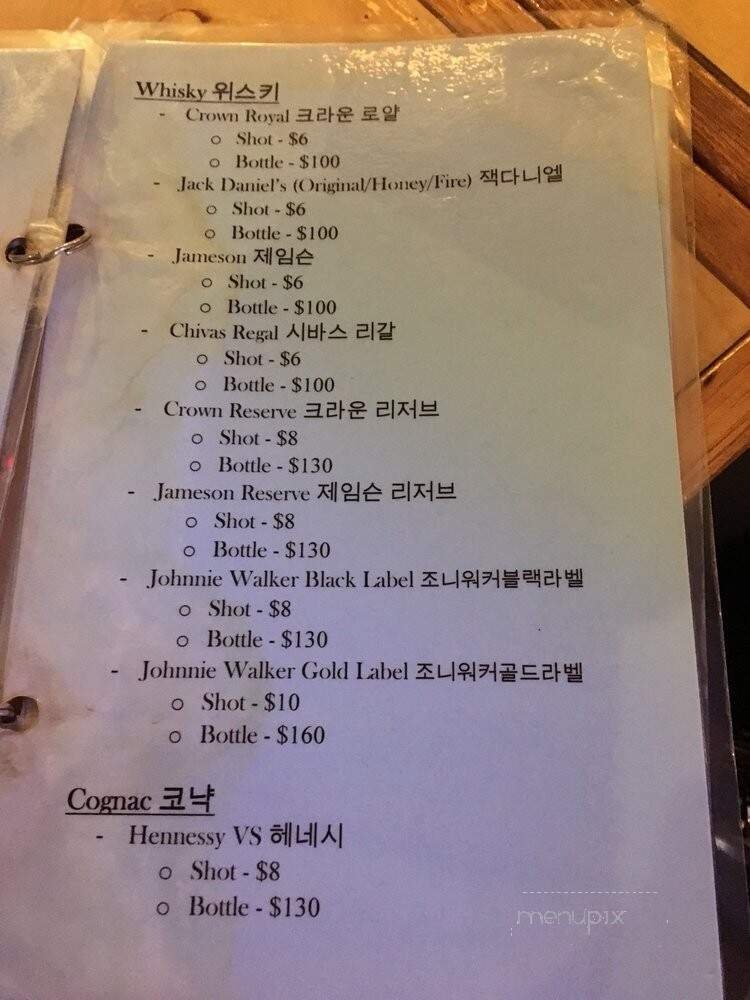 Whisky 위스키
- Crown Royal 크라운 로얄
o Shot - $6
o Bottle - $100
- Jack Daniel's (Original/Honey/Fire) 잭다니엘
o Shot - $6
o Bottle - $100
- Jameson 제임슨
o Shot - $6
o Bottle - $100
- Chivas Regal 시바스 리갈
o Shot - $6
o Bottle - $100
- Crown Reserve 크라운 리저브
o Shot - $8
o Bottle - $130
- Jameson Reserve 제임슨 리저브
o Shot - $8
o Bottle - $130
- Johnnie Walker Black Label 조니워커블랙라벨
o Shot - $8
o Bottle - $130
- Johnnie Walker Gold Label 조니워커골드라벨
o Shot - $10
o Bottle - $160
Cognac 코냑
- Hennessy VS 헤네시
o Shot - $8
o Bottle - $130
menupix